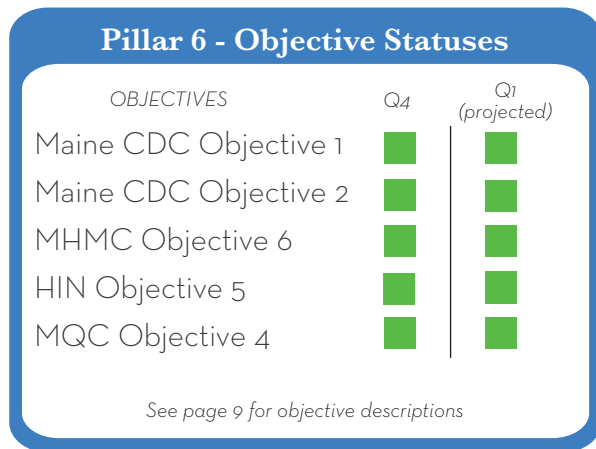 Pillar 6 - Objective Statuses
OBJECTIVES Q4 Q1 (projected)
Maine CDC Objective 1
Maine CDC Objective 2
MHMC Objective 6
HIN Objective 5
MQC Objective 4
See page 9 for objective descriptions